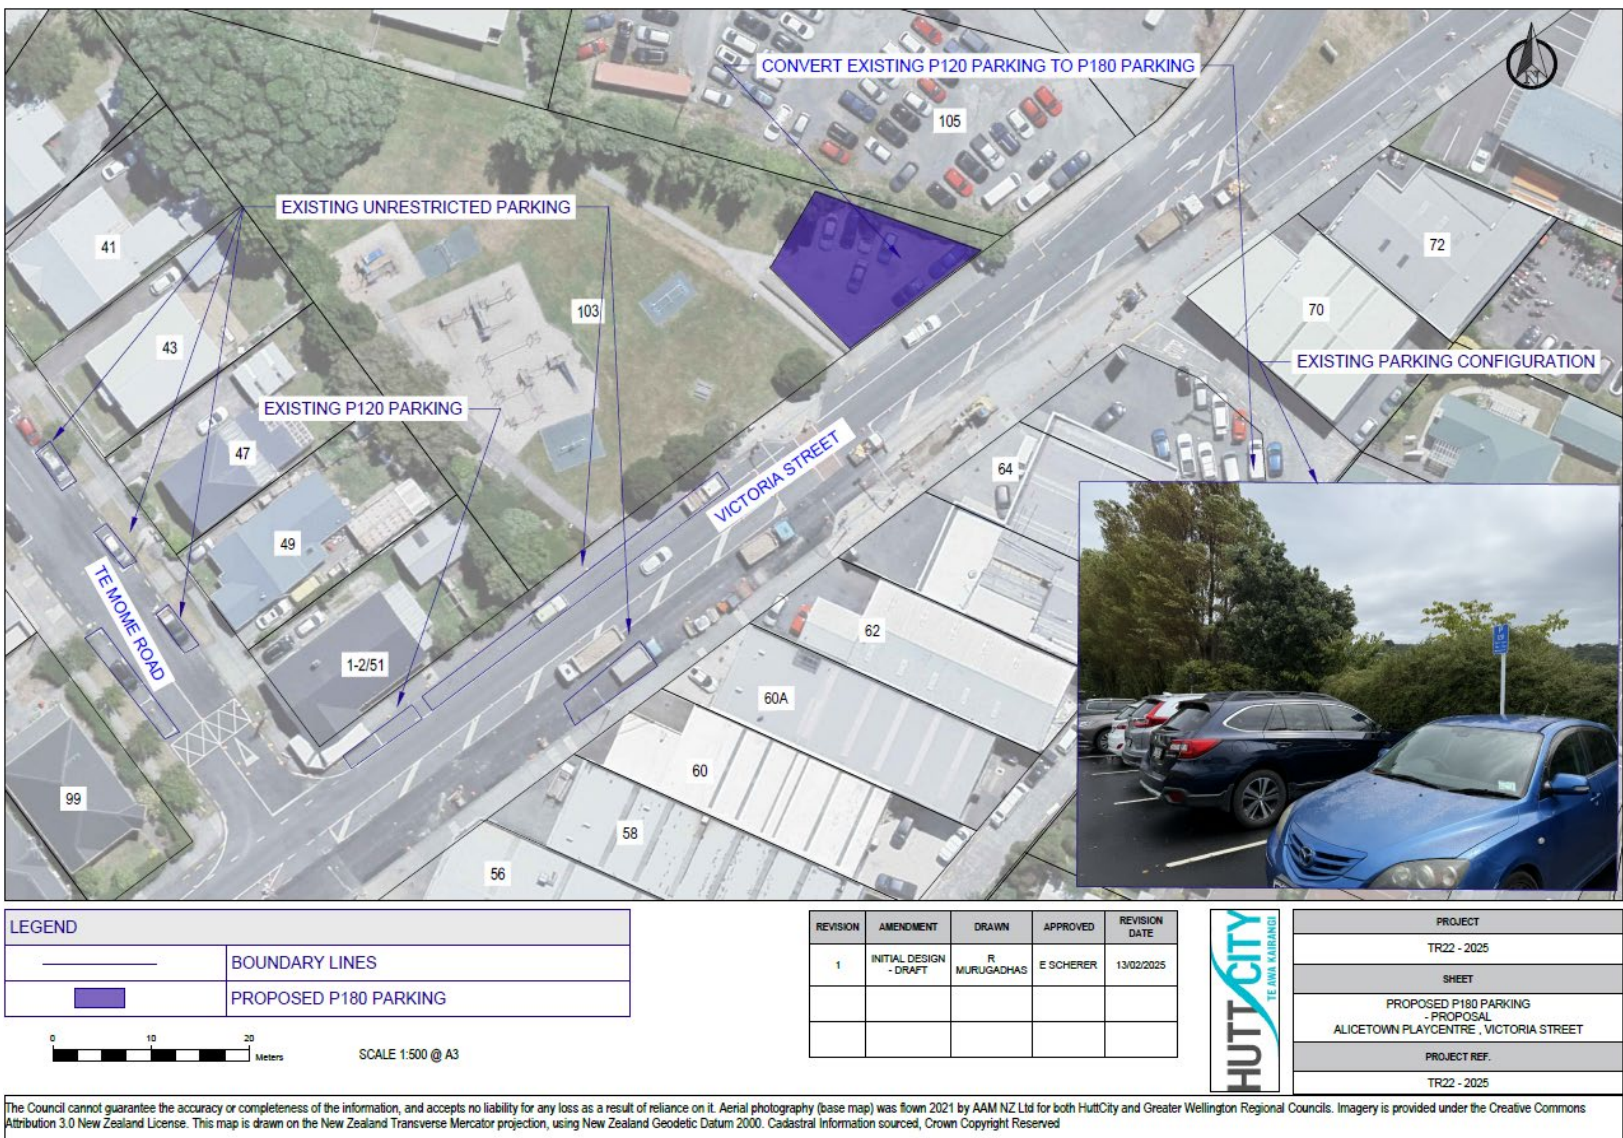 CONVERT EXISTING P120 PARKING TO P180 PARKING
105
EXISTING UNRESTRICTED PARKING
41
72
103
70
43
EXISTING PARKING CONFIGURATION
EXISTING P120 PARKING
47
VICTORIA STREET
64
49
TE MOME ROAD
62
1-2/51
60A
60
99
58
56
LEGEND
BOUNDARY LINES
PROPOSED P180 PARKING
0 10 20
Meters
SCALE 1:500 @ A3
REVISION AMENDMENT DRAWN APPROVED REVISION DATE
1 INITIAL DESIGN - DRAFT R MURUGADHAS E SCHERER 13/02/2025
HUTT CITY
TE AWA KAIRANGI
PROJECT
TR22 - 2025
SHEET
PROPOSED P180 PARKING
- PROPOSAL
ALICETOWN PLAYCENTRE , VICTORIA STREET
PROJECT REF.
TR22 - 2025
The Council cannot guarantee the accuracy or completeness of the information, and accepts no liability for any loss as a result of reliance on it. Aerial photography (base map) was flown 2021 by AAM NZ Ltd for both HuttCity and Greater Wellington Regional Councils. Imagery is provided under the Creative Commons
Attribution 3.0 New Zealand License. This map is drawn on the New Zealand Transverse Mercator projection, using New Zealand Geodetic Datum 2000. Cadastral Information sourced, Crown Copyright Reserved